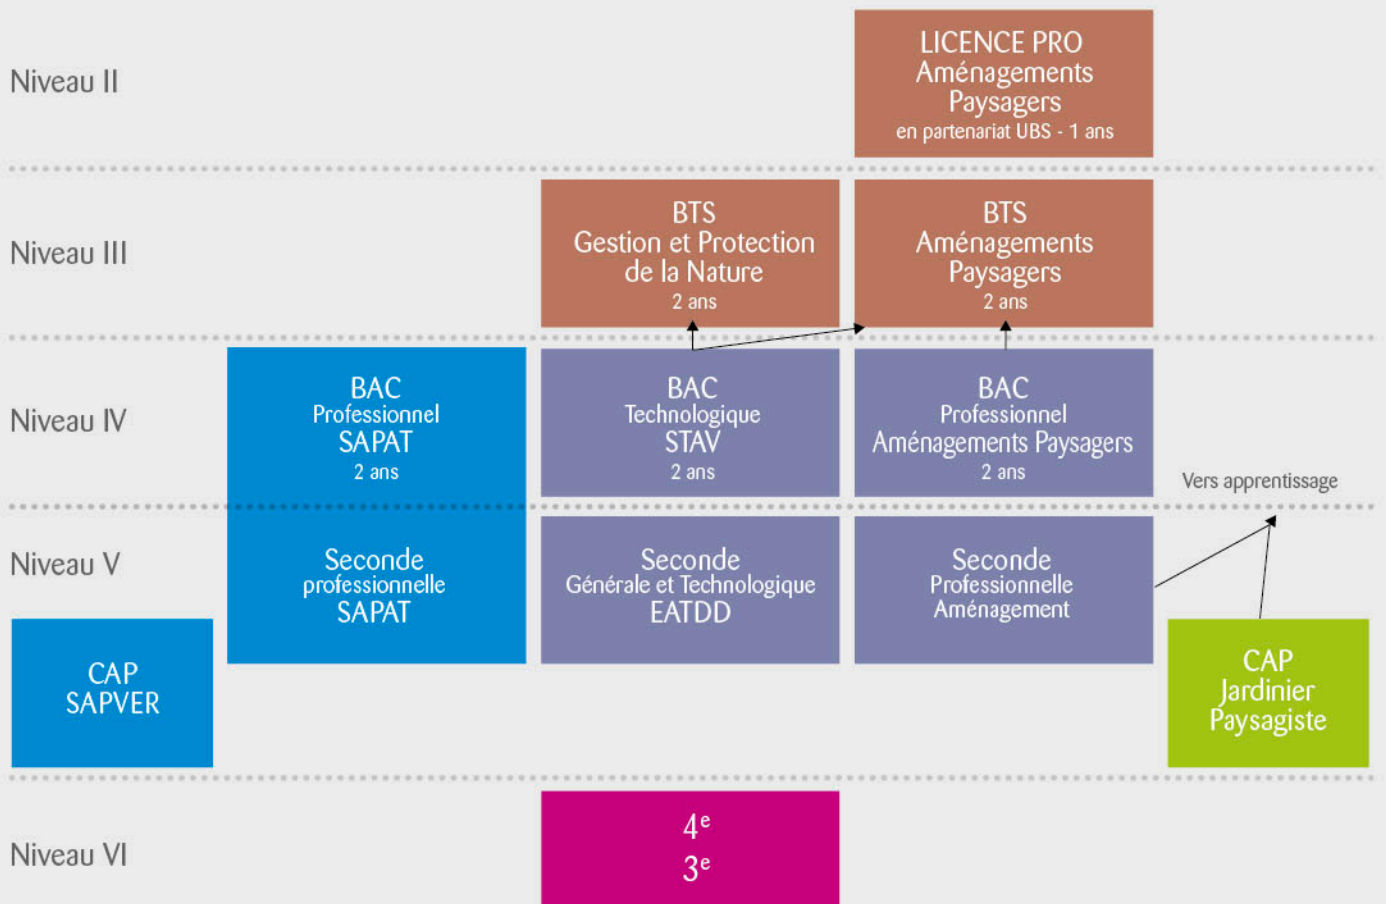 Niveau II
LICENCE PRO
Aménagements
Paysagers
en partenariat UBS - 1 ans
Niveau III
BTS
Gestion et Protection
de la Nature
2 ans
BTS
Aménagements
Paysagers
2 ans
Niveau IV
BAC
Professionnel
SAPAT
2 ans
BAC
Technologique
STAV
2 ans
BAC
Professionnel
Aménagements Paysagers
2 ans
Vers apprentissage
Niveau V
Seconde
professionnelle
SAPAT
Seconde
Générale et Technologique
EATDD
Seconde
Professionnelle
Aménagement
CAP
SAPVER
CAP
Jardinier
Paysagiste
Niveau VI
4e
3e